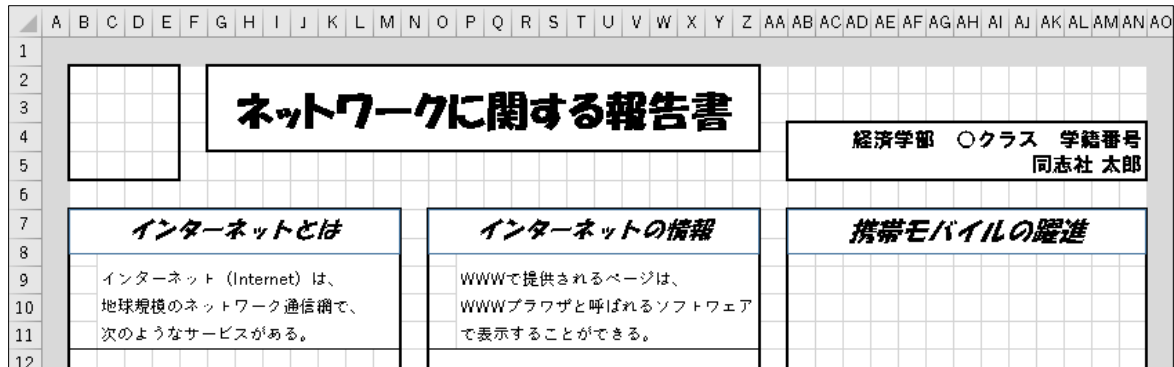 A B C D E F G H I J K L M N O P Q R S T U V W X Y Z AA AB AC AD AE AF AG AH AI AJ AK AL AM AN AO
1
2
3
ネットワークに関する報告書
4
経済学部　〇クラス　学籍番号
5
同志社 太郎
6
7
インターネットとは
インターネットの情報
携帯モバイルの躍進
8
9
インターネット（Internet）は、
WWWで提供されるページは、
10
地球規模のネットワーク通信網で、
WWWブラウザと呼ばれるソフトウェア
11
次のようなサービスがある。
で表示することができる。
12